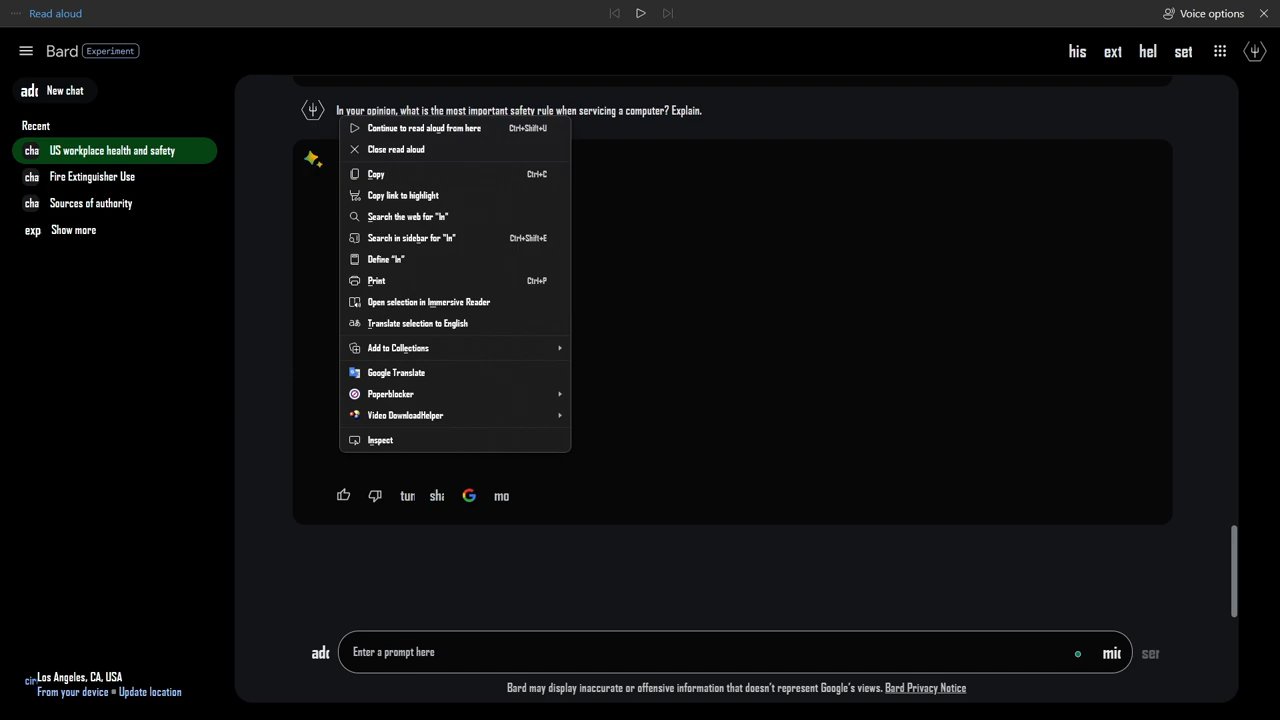 Read aloud
Voice options
Bard Experiment
his ext hel set
New chat
Recent
cha US workplace health and safety
cha Fire Extinguisher Use
cha Sources of authority
exp Show more
In your opinion, what is the most important safety rule when servicing a computer? Explain.
Continue to read aloud from here Ctrl+Shift+U
Close read aloud
Copy Ctrl+C
Copy link to highlight
Search the web for "In"
Search in sidebar for "In" Ctrl+Shift+E
Define "In"
Print Ctrl+P
Open selection in Immersive Reader
Translate selection to English
Add to Collections
Google Translate
Poperblocker
Video DownloadHelper
Inspect
sha mo
Enter a prompt here
Los Angeles, CA, USA
From your device • Update location
Bard may display inaccurate or offensive information that doesn't represent Google's views. Bard Privacy Notice